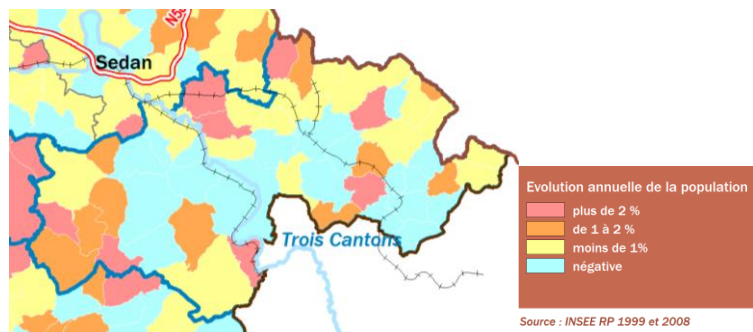 Sedan
Trois Cantons
Evolution annuelle de la population
plus de 2 %
de 1 à 2 %
moins de 1%
négative
Source : INSEE RP 1999 et 2008